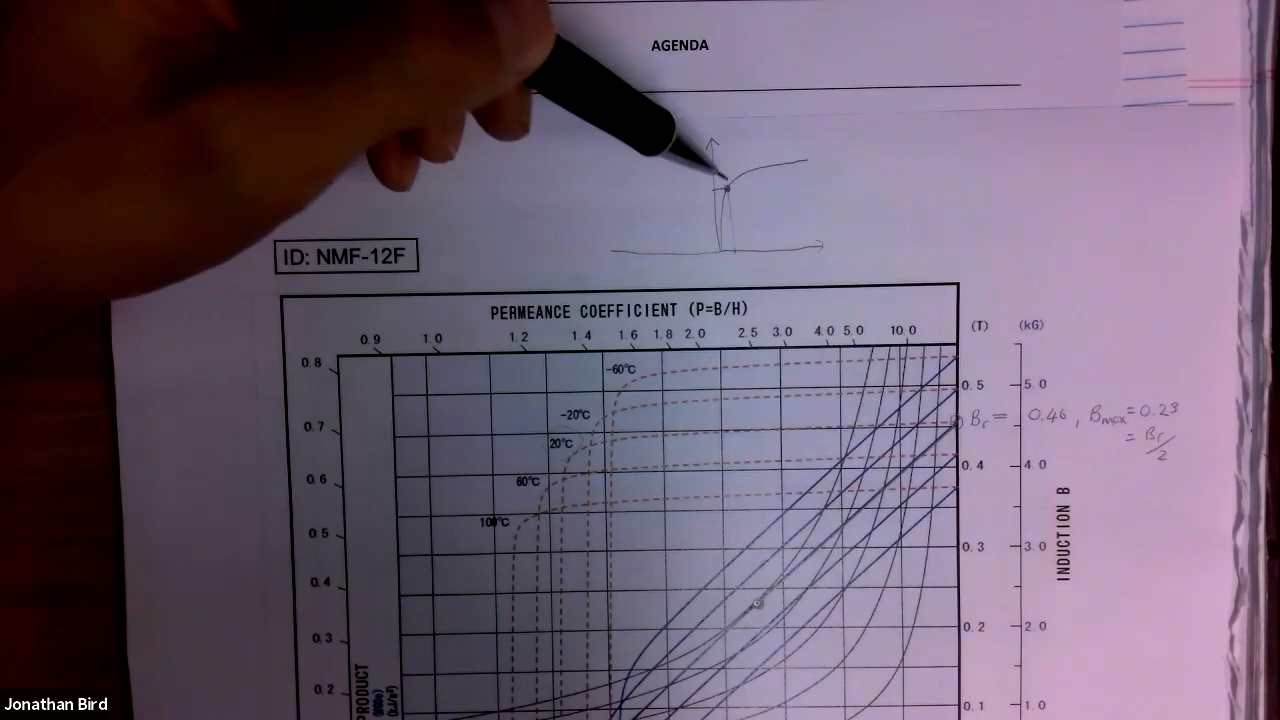 AGENDA
ID: NMF-12F
PERMEANCE COEFFICIENT (P=B/H)
(T) (kG)
0.9 1.0 1.2 1.4 1.6 1.8 2.0 2.5 3.0 4.0 5.0 10.0
0.8
-60°C
0.5 5.0
-20°C
Br = 0.46, Bmax = 0.23
0.7
= Br/2
20°C
0.4 4.0
0.6
60°C
100°C
0.5
0.3 3.0
INDUCTION B
0.4
0.3
0.2 2.0
0.2
PRODUCT
0.1 1.0
Jonathan Bird